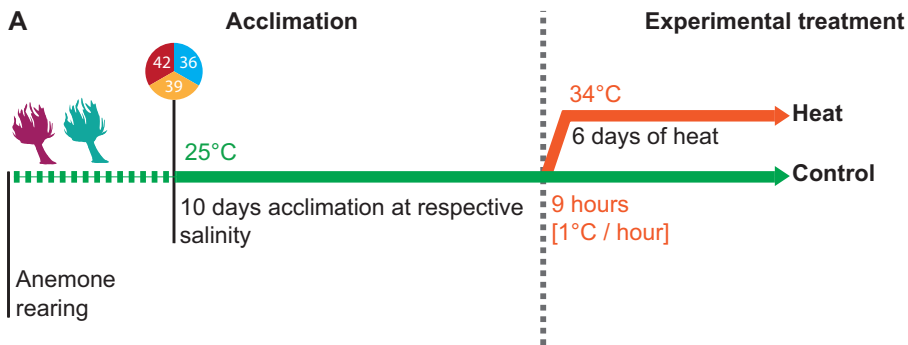 A
Acclimation
Experimental treatment
42 36
39
34°C
Heat
6 days of heat
25°C
Control
10 days acclimation at respective
salinity
9 hours
[1°C / hour]
Anemone
rearing